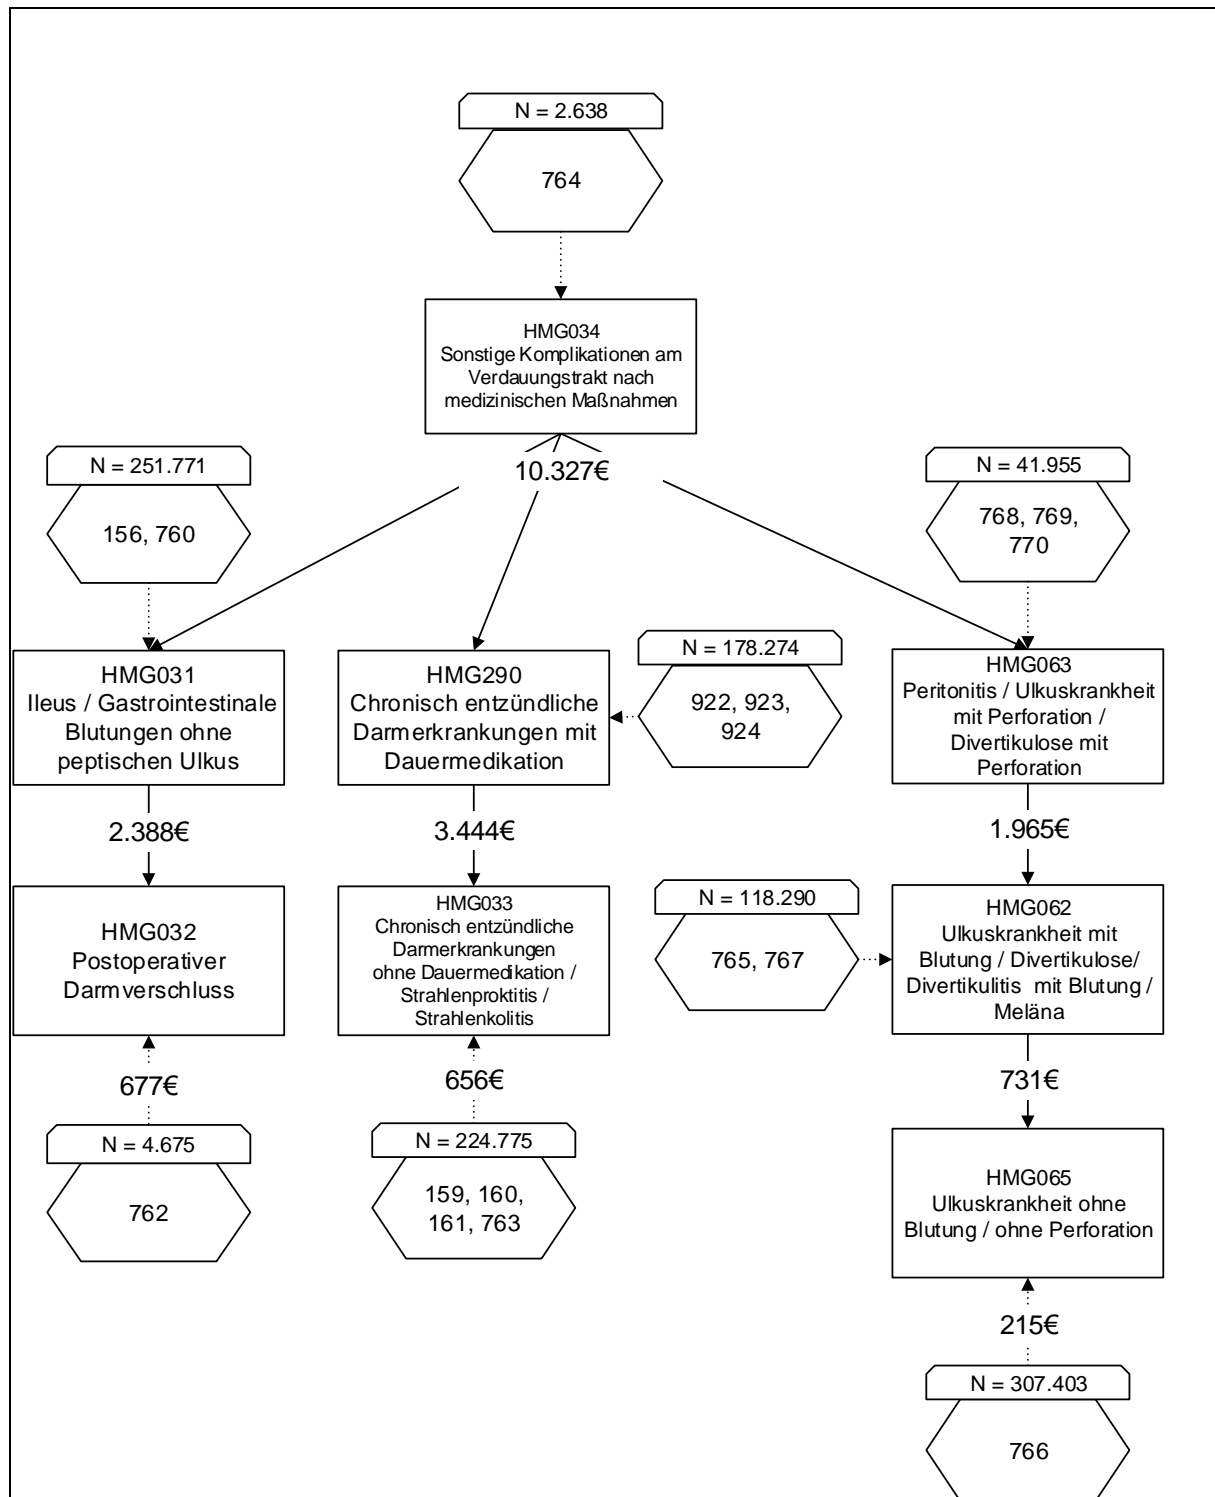 N = 2.638
764
HMG034
Sonstige Komplikationen am
Verdauungstrakt nach
medizinischen Maßnahmen
10.327€
N = 251.771
156, 760
N = 41.955
768, 769,
770
HMG031
Ileus / Gastrointestinale
Blutungen ohne
peptischen Ulkus
HMG290
Chronisch entzündliche
Darmerkrankungen mit
Dauermedikation
N = 178.274
922, 923,
924
HMG063
Peritonitis / Ulkuskrankheit
mit Perforation /
Divertikulose mit
Perforation
2.388€
3.444€
1.965€
HMG032
Postoperativer
Darmverschluss
HMG033
Chronisch entzündliche
Darmerkrankungen
ohne Dauermedikation /
Strahlenproktitis /
Strahlenkolitis
N = 118.290
765, 767
HMG062
Ulkuskrankheit mit
Blutung / Divertikulose/
Divertikulitis mit Blutung /
Meläna
677€
656€
731€
N = 4.675
762
N = 224.775
159, 160,
161, 763
HMG065
Ulkuskrankheit ohne
Blutung / ohne Perforation
215€
N = 307.403
766